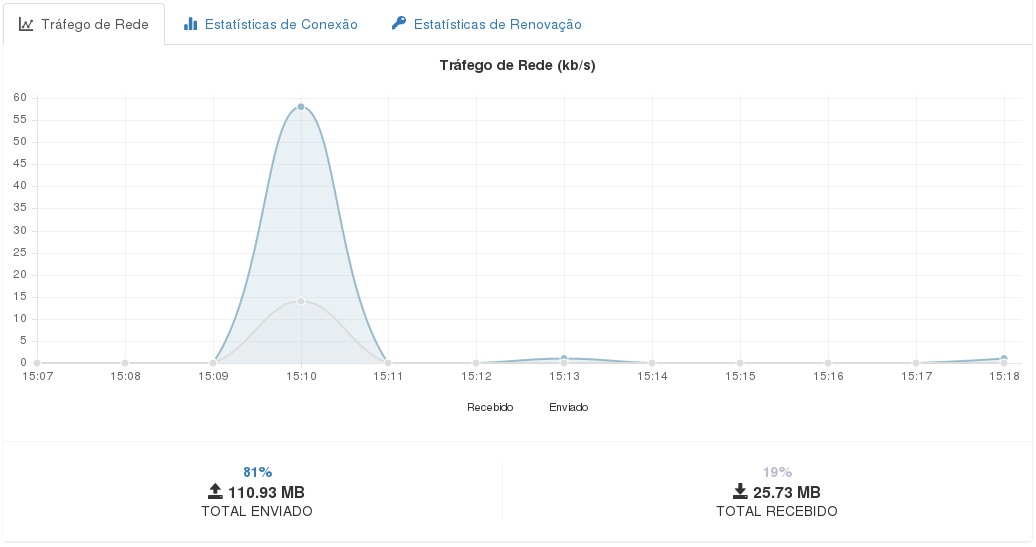 Tráfego de Rede Estatísticas de Conexão Estatísticas de Renovação
Tráfego de Rede (kb/s)
60
55
50
45
40
35
30
25
20
15
10
5
0
15:07 15:08 15:09 15:10 15:11 15:12 15:13 15:14 15:15 15:16 15:17 15:18
Recebido Enviado
81% 19%
110.93 MB 25.73 MB
TOTAL ENVIADO TOTAL RECEBIDO